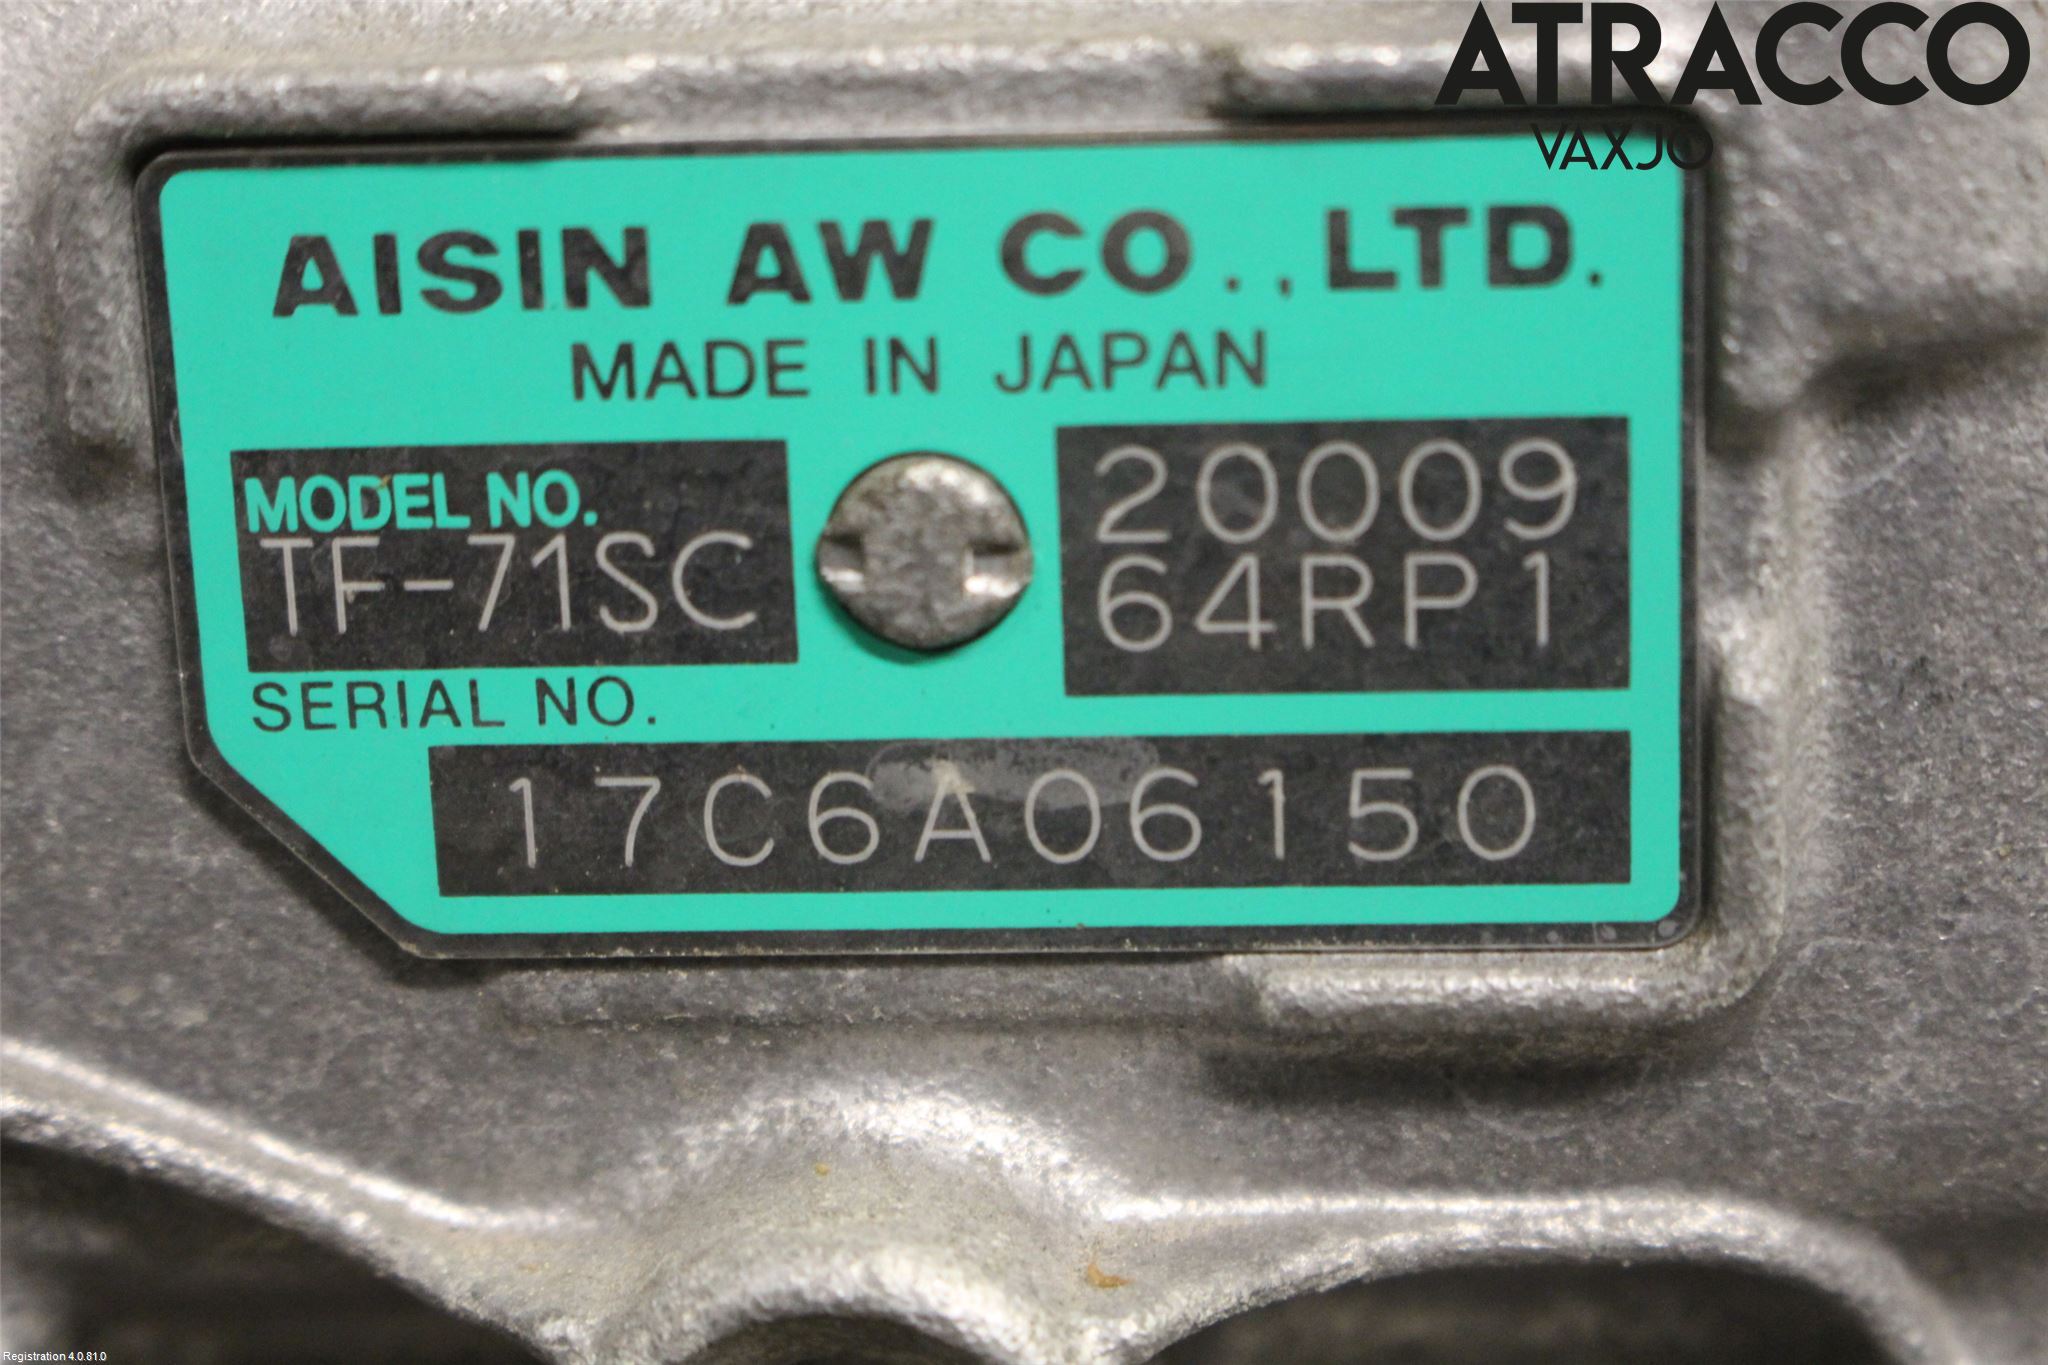 ATRACCO
VAXJO
AISIN AW CO., LTD.
MADE IN JAPAN
MODEL NO.
TF-71SC
20009
64RP1
SERIAL NO.
17C6A06150
Registration 4.0.81.0